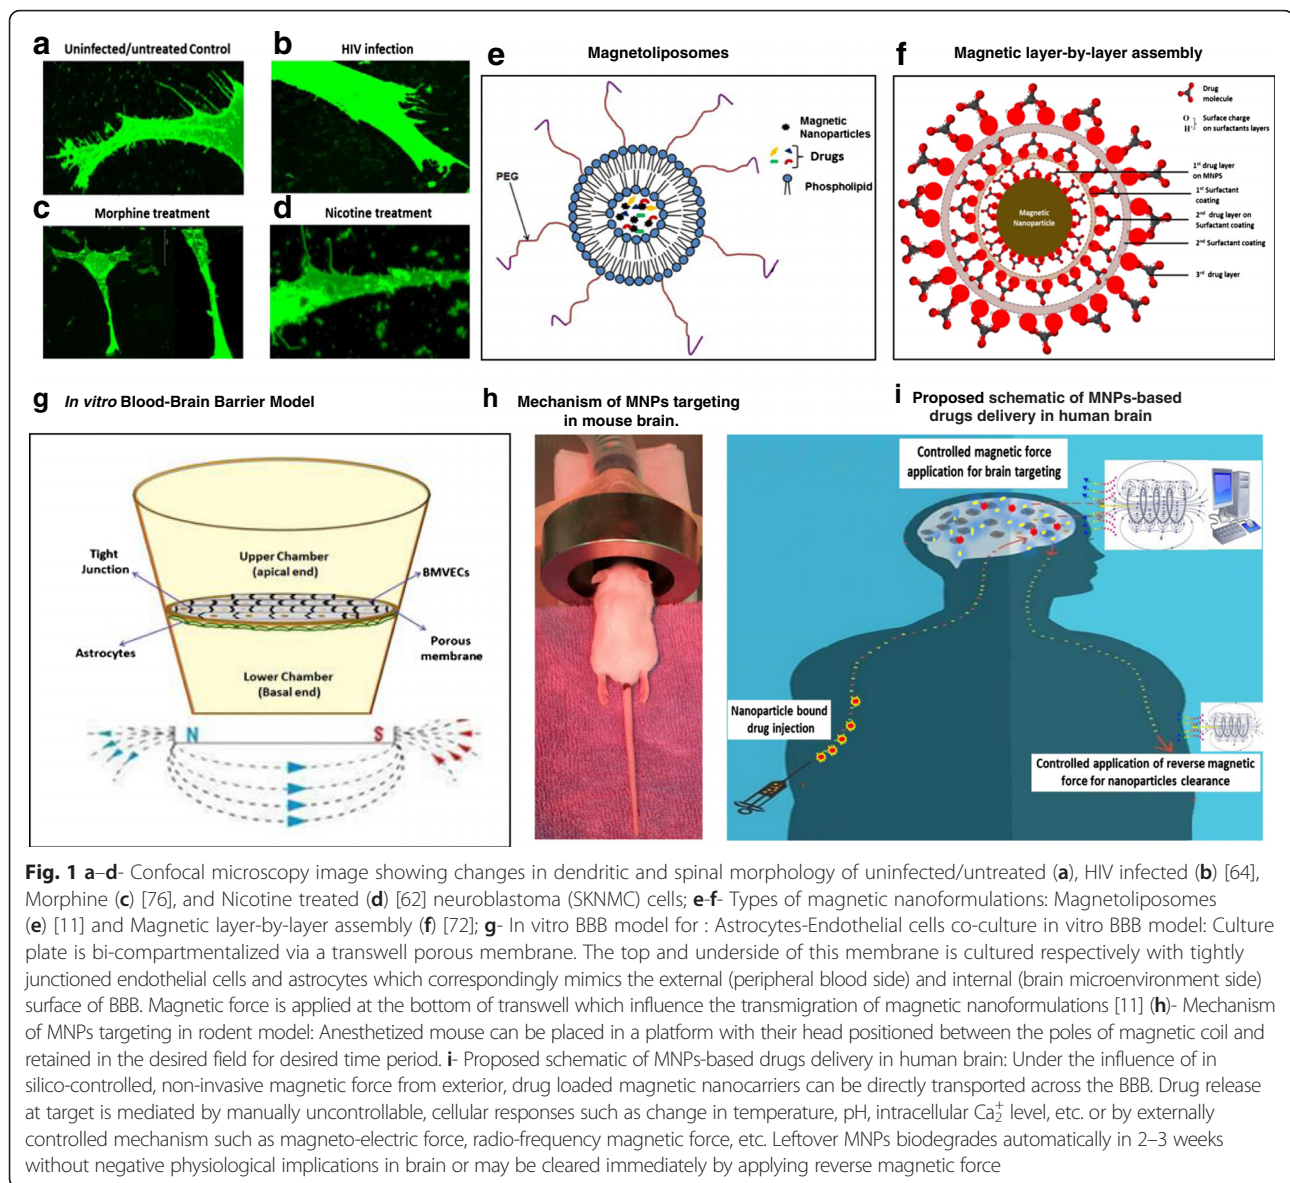 a Uninfected/untreated Control
b HIV infection
c Morphine treatment
d Nicotine treatment
e Magnetoliposomes
PEG
Magnetic
Nanoparticles
Drugs
Phospholipid
f Magnetic layer-by-layer assembly
Drug
molecule
O⁻
H⁺
Surface charge
on surfactants layers
1st drug layer
on MNPS
1st Surfactant
coating
2nd drug layer on
Surfactant coating
2nd Surfactant coating
3rd drug layer
Magnetic
Nanoparticle
g In vitro Blood-Brain Barrier Model
Upper Chamber
(apical end)
Tight
Junction
BMVECs
Astrocytes
Porous
membrane
Lower Chamber
(Basal end)
N
S
h Mechanism of MNPs targeting
in mouse brain.
i Proposed schematic of MNPs-based
drugs delivery in human brain
Controlled magnetic force
application for brain targeting
Nanoparticle bound
drug injection
Controlled application of reverse magnetic
force for nanoparticles clearance
Fig. 1 a–d- Confocal microscopy image showing changes in dendritic and spinal morphology of uninfected/untreated (a), HIV infected (b) [64],
Morphine (c) [76], and Nicotine treated (d) [62] neuroblastoma (SKNMC) cells; e-f- Types of magnetic nanoformulations: Magnetoliposomes
(e) [11] and Magnetic layer-by-layer assembly (f) [72]; g- In vitro BBB model for : Astrocytes-Endothelial cells co-culture in vitro BBB model: Culture
plate is bi-compartmentalized via a transwell porous membrane. The top and underside of this membrane is cultured respectively with tightly
junctioned endothelial cells and astrocytes which correspondingly mimics the external (peripheral blood side) and internal (brain microenvironment side)
surface of BBB. Magnetic force is applied at the bottom of transwell which influence the transmigration of magnetic nanoformulations [11] (h)- Mechanism
of MNPs targeting in rodent model: Anesthetized mouse can be placed in a platform with their head positioned between the poles of magnetic coil and
retained in the desired field for desired time period. i- Proposed schematic of MNPs-based drugs delivery in human brain: Under the influence of in
silico-controlled, non-invasive magnetic force from exterior, drug loaded magnetic nanocarriers can be directly transported across the BBB. Drug release
at target is mediated by manually uncontrollable, cellular responses such as change in temperature, pH, intracellular Ca₂⁺ level, etc. or by externally
controlled mechanism such as magneto-electric force, radio-frequency magnetic force, etc. Leftover MNPs biodegrades automatically in 2–3 weeks
without negative physiological implications in brain or may be cleared immediately by applying reverse magnetic force